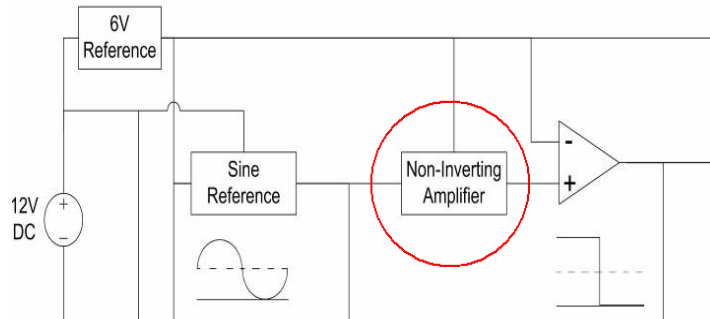 6V
Reference
Sine
Reference
Non-Inverting
Amplifier
-
+
12V
DC
+
-